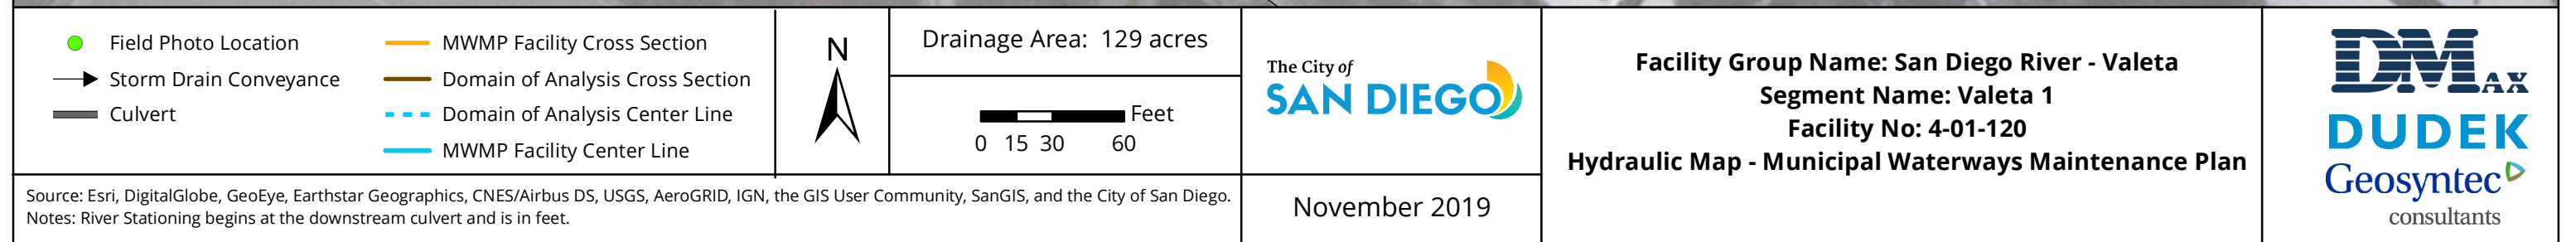 Field Photo Location
Storm Drain Conveyance
Culvert
MWMP Facility Cross Section
Domain of Analysis Cross Section
Domain of Analysis Center Line
MWMP Facility Center Line
N
Drainage Area: 129 acres
Feet
0 15 30 60
The City of
SAN DIEGO
Facility Group Name: San Diego River - Valeta
Segment Name: Valeta 1
Facility No: 4-01-120
Hydraulic Map - Municipal Waterways Maintenance Plan
DMAX
DUDEK
Geosyntec
consultants
Source: Esri, DigitalGlobe, GeoEye, Earthstar Geographics, CNES/Airbus DS, USGS, AeroGRID, IGN, the GIS User Community, SanGIS, and the City of San Diego.
Notes: River Stationing begins at the downstream culvert and is in feet.
November 2019